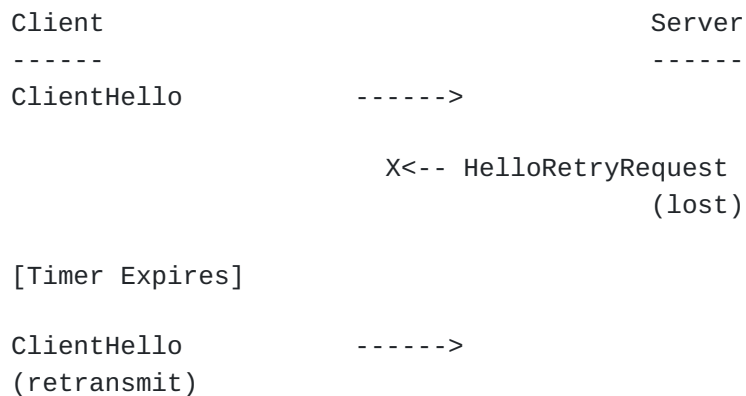 Client Server
------ ------
ClientHello ------>
X<-- HelloRetryRequest
(lost)
[Timer Expires]
ClientHello ------>
(retransmit)